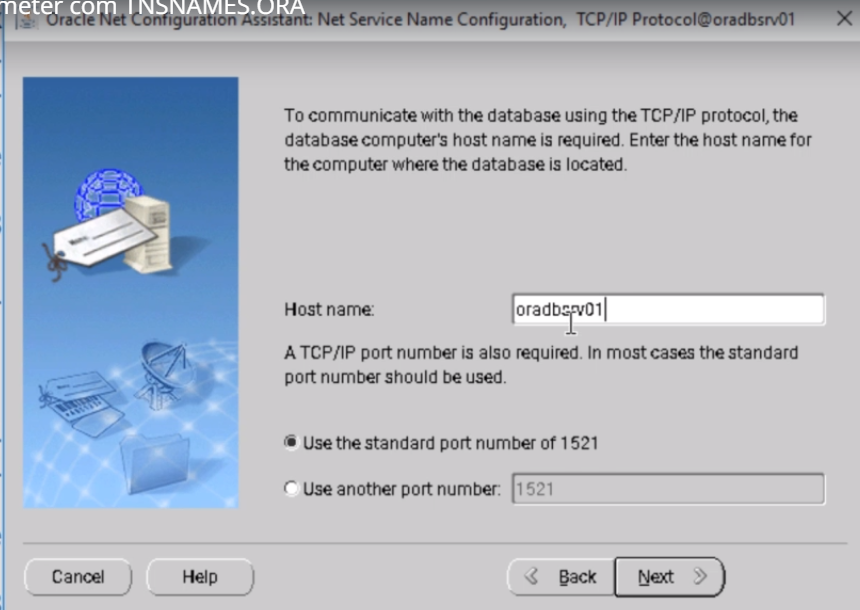 meter com TNSNAMES.ORA
Oracle Net Configuration Assistant: Net Service Name Configuration, TCP/IP Protocol@oradbsrv01
To communicate with the database using the TCP/IP protocol, the
database computer's host name is required. Enter the host name for
the computer where the database is located.
Host name:
oradbsrv01
A TCP/IP port number is also required. In most cases the standard
port number should be used.
Use the standard port number of 1521
Use another port number:
1521
Cancel
Help
Back
Next